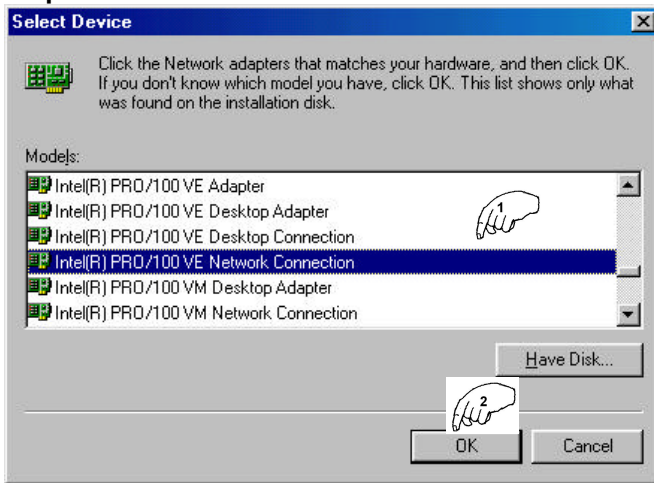 Select Device
Click the Network adapters that matches your hardware, and then click OK.
If you don't know which model you have, click OK. This list shows only what
was found on the installation disk.
Models:
Intel(R) PRO/100 VE Adapter
Intel(R) PRO/100 VE Desktop Adapter
1
Intel(R) PRO/100 VE Desktop Connection
Intel(R) PRO/100 VE Network Connection
Intel(R) PRO/100 VM Desktop Adapter
Intel(R) PRO/100 VM Network Connection
Have Disk...
2
OK
Cancel